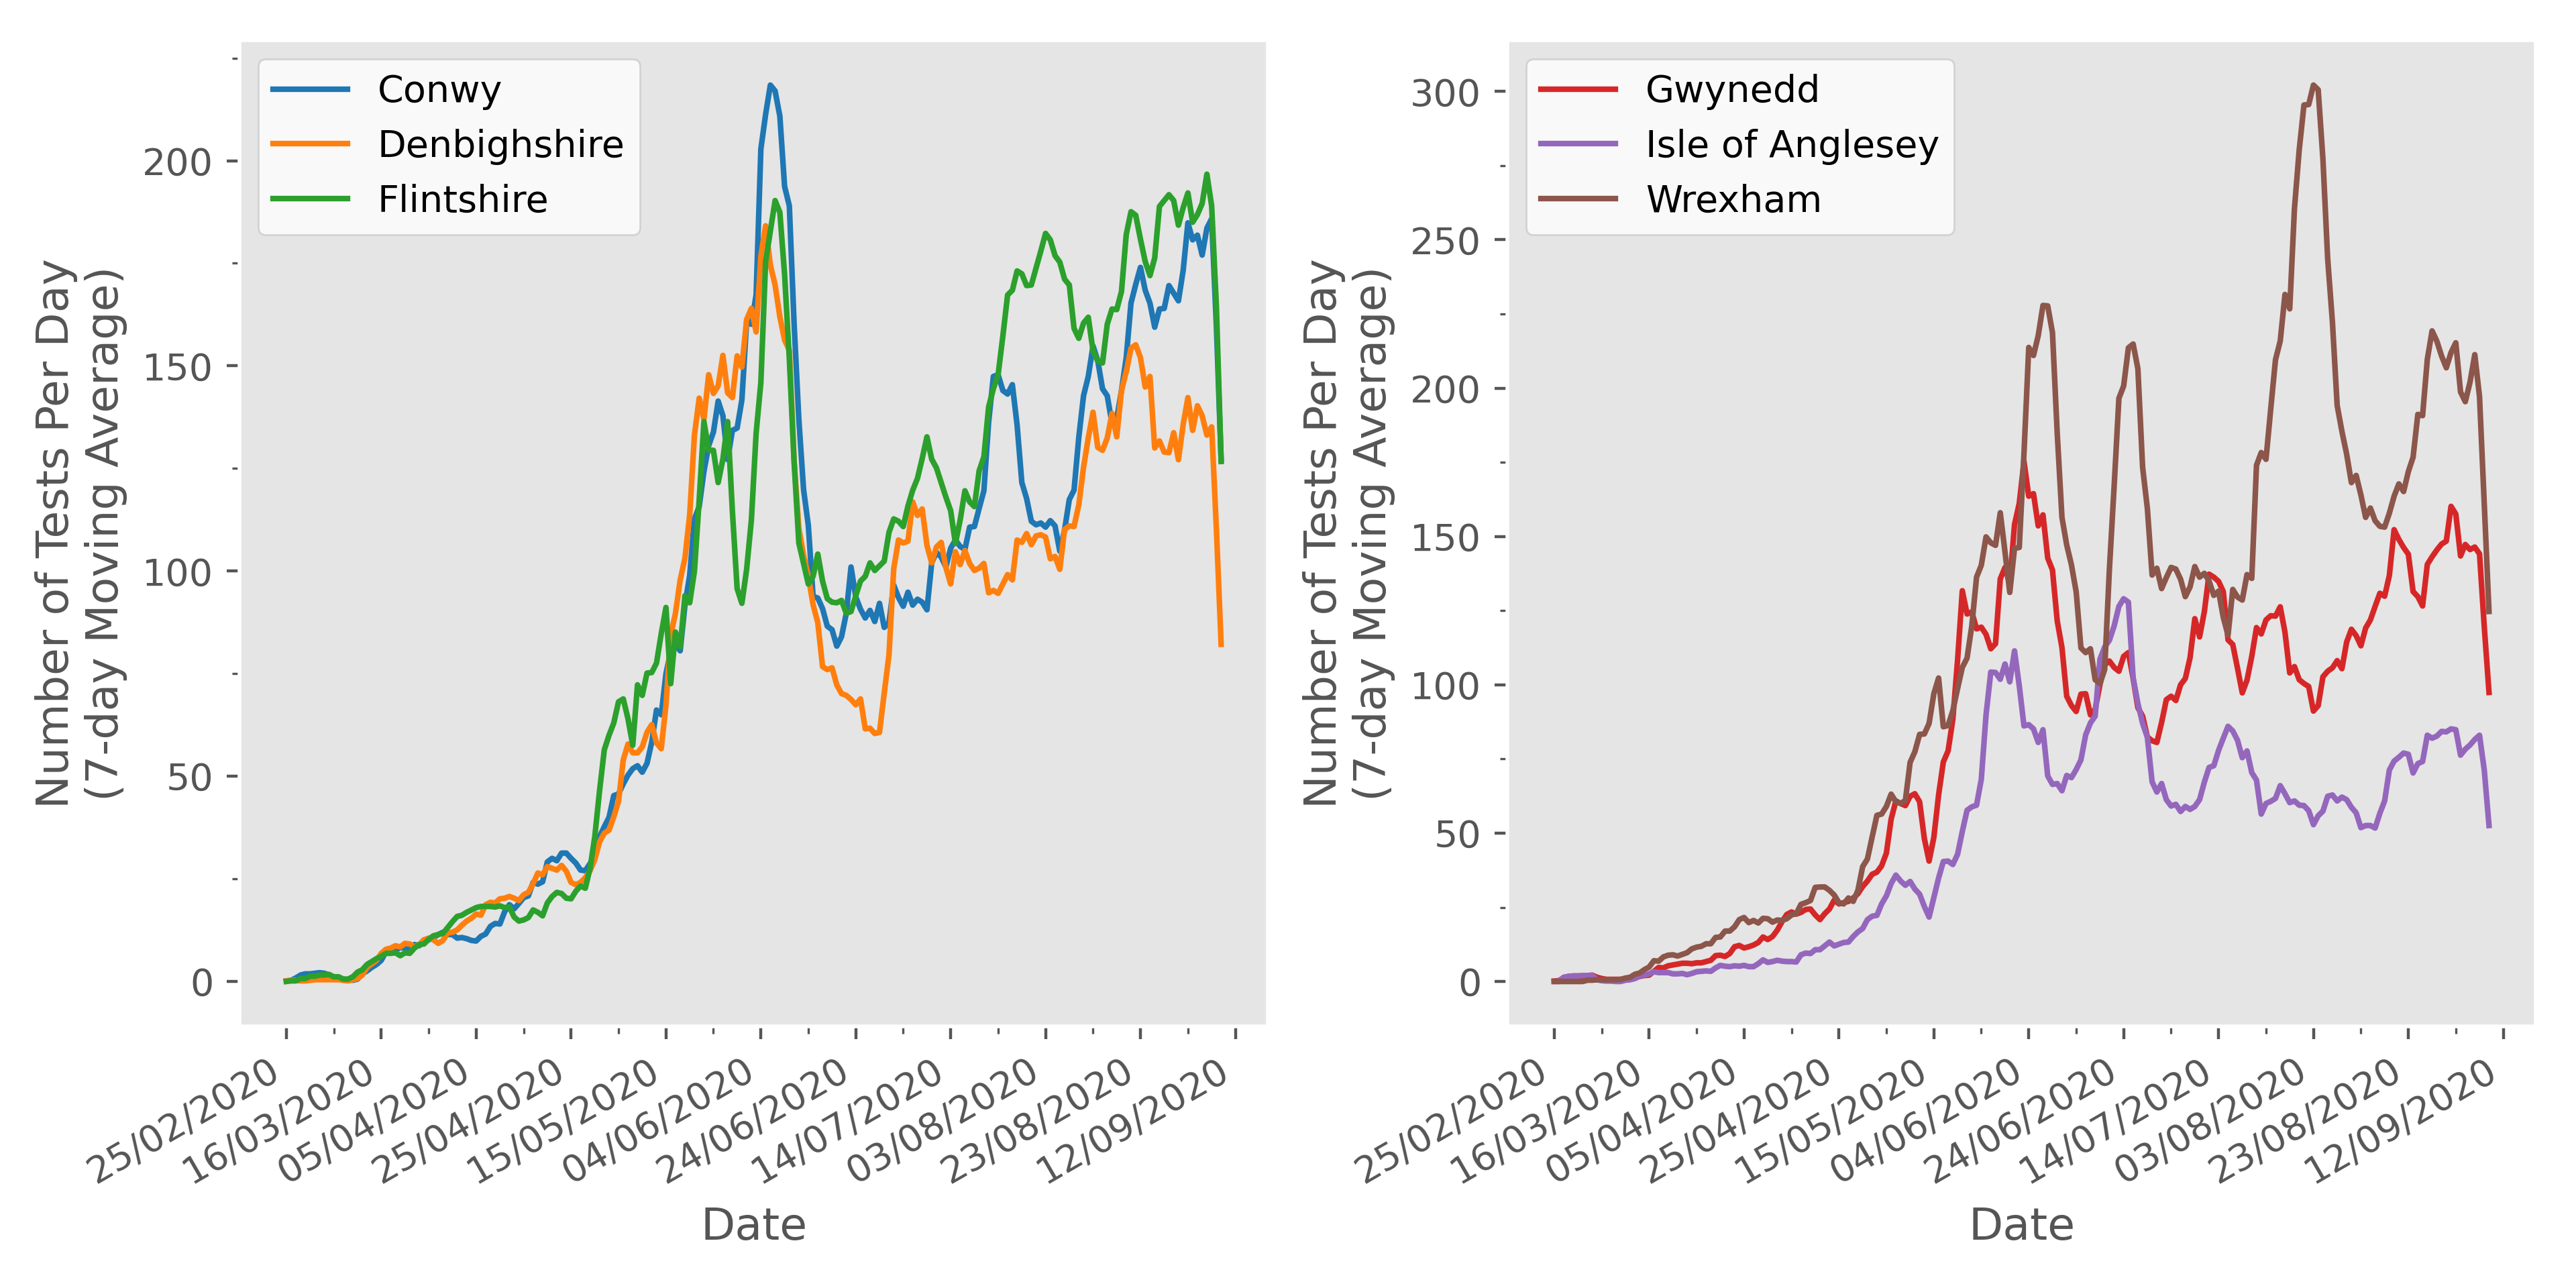 Conwy
Denbighshire
Flintshire
Number of Tests Per Day
(7-day Moving Average)
200
150
100
50
0
25/02/2020
16/03/2020
05/04/2020
25/04/2020
15/05/2020
04/06/2020
24/06/2020
14/07/2020
03/08/2020
23/08/2020
12/09/2020
Date
Gwynedd
Isle of Anglesey
Wrexham
Number of Tests Per Day
(7-day Moving Average)
300
250
200
150
100
50
0
25/02/2020
16/03/2020
05/04/2020
25/04/2020
15/05/2020
04/06/2020
24/06/2020
14/07/2020
03/08/2020
23/08/2020
12/09/2020
Date